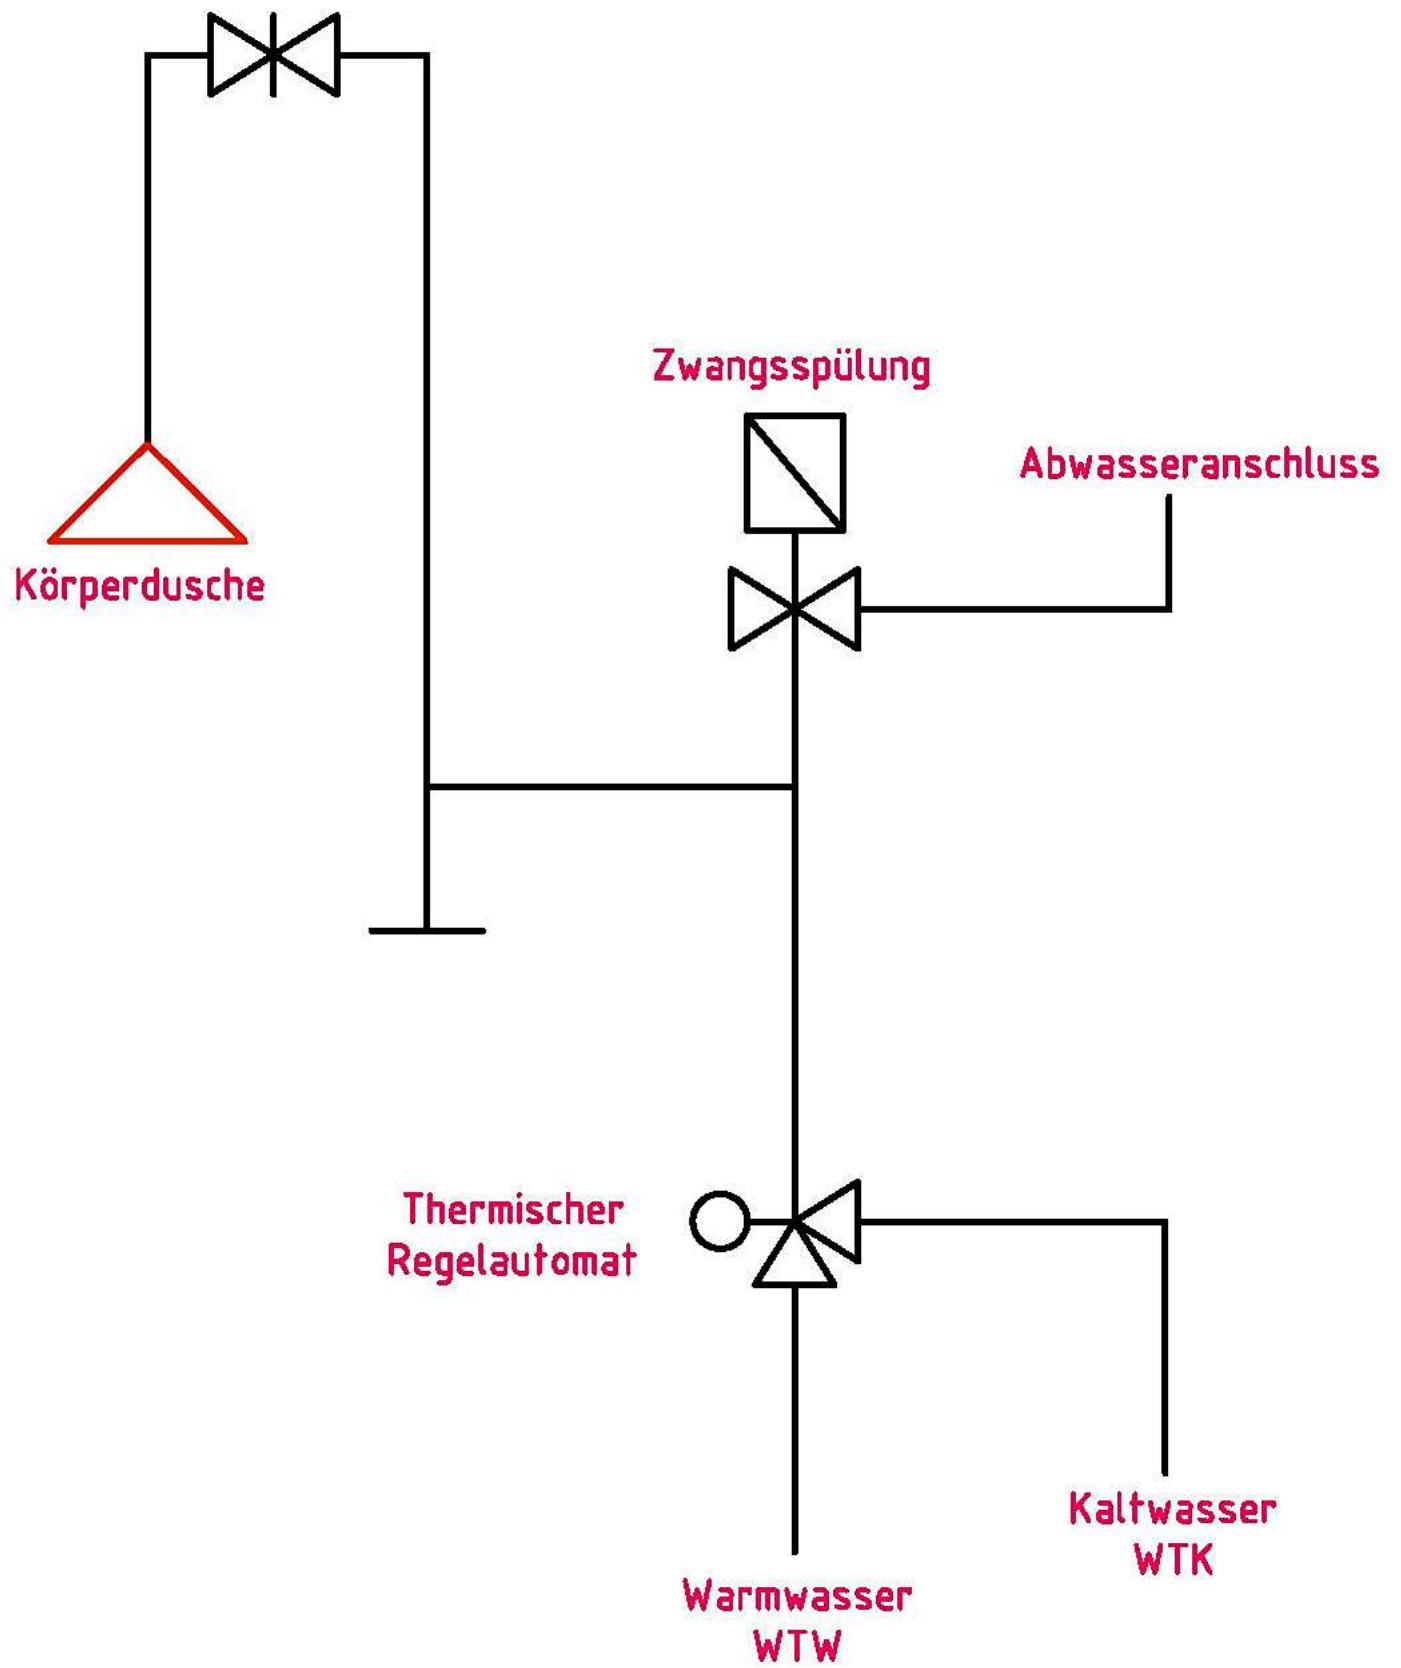 Zwangsspülung
Abwasseranschluss
Körperdusche
Thermischer
Regelautomat
Kaltwasser
WTK
Warmwasser
WTW